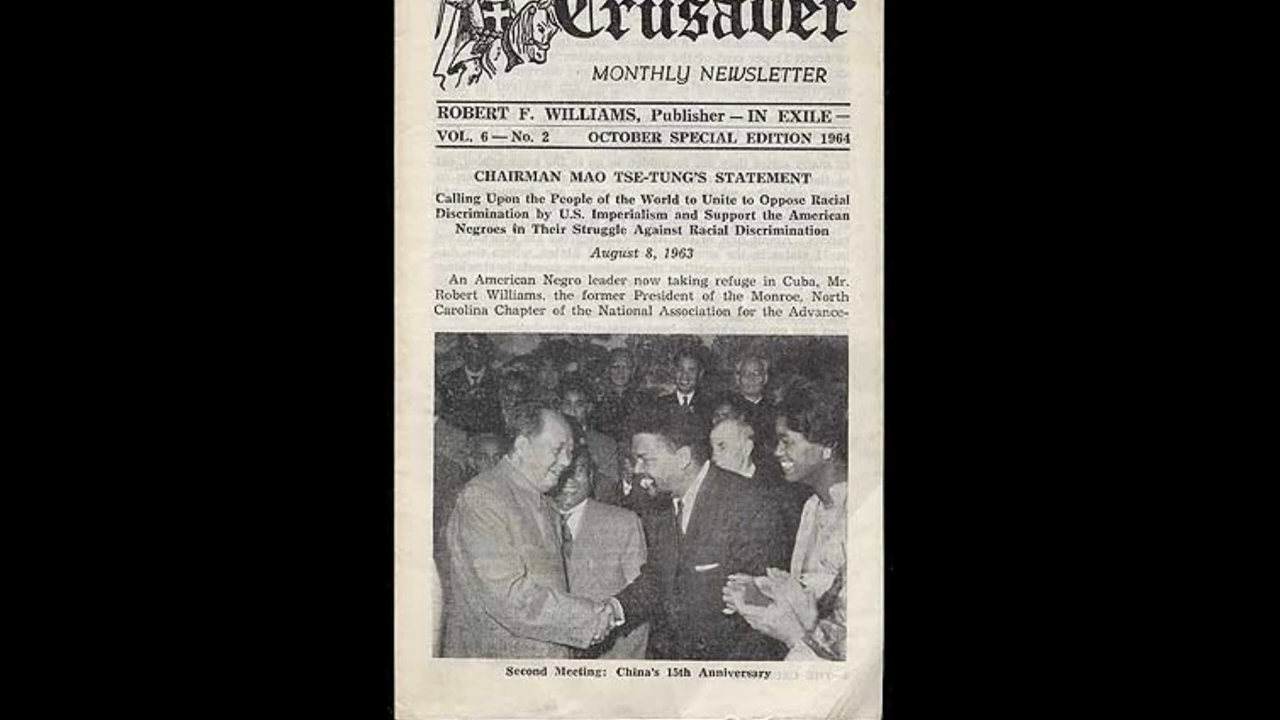 Crusader
MONTHLY NEWSLETTER
ROBERT F. WILLIAMS, Publisher — IN EXILE —
VOL. 6 — No. 2 OCTOBER SPECIAL EDITION 1964
CHAIRMAN MAO TSE-TUNG'S STATEMENT
Calling Upon the People of the World to Unite to Oppose Racial
Discrimination by U.S. Imperialism and Support the American
Negroes in Their Struggle Against Racial Discrimination
August 8, 1963
An American Negro leader now taking refuge in Cuba, Mr.
Robert Williams, the former President of the Monroe, North
Carolina Chapter of the National Association for the Advance-
Second Meeting: China's 15th Anniversary